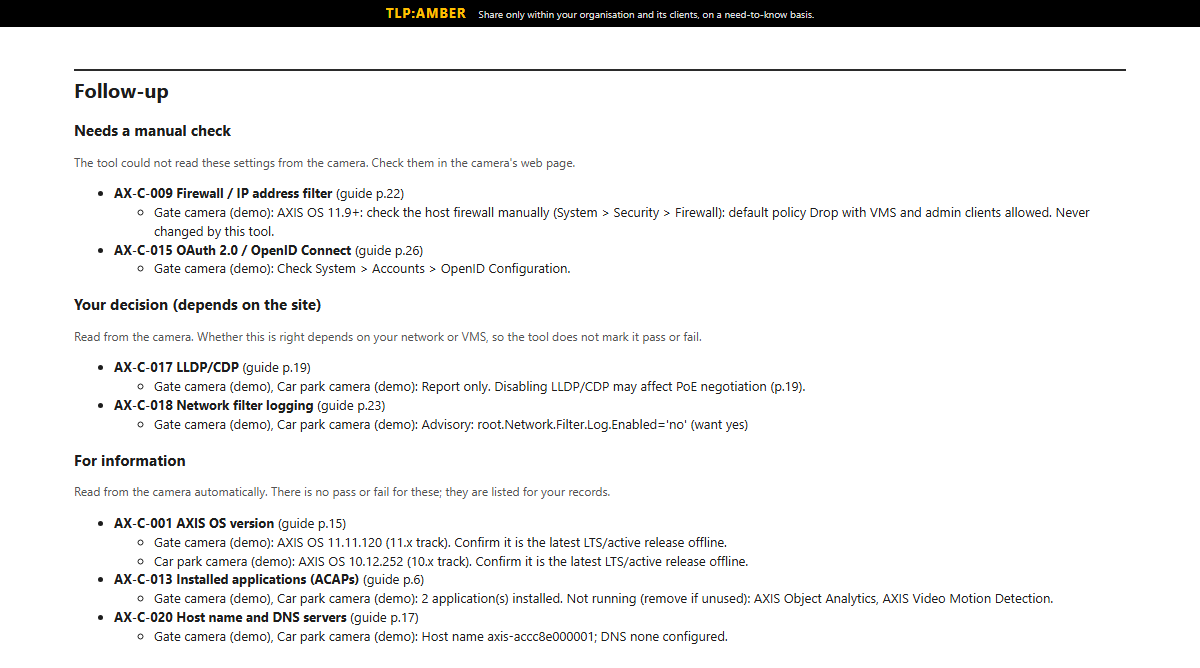 TLP:AMBER Share only within your organisation and its clients, on a need-to-know basis.
Follow-up
Needs a manual check
The tool could not read these settings from the camera. Check them in the camera's web page.
• AX-C-009 Firewall / IP address filter (guide p.22)
◦ Gate camera (demo): AXIS OS 11.9+: check the host firewall manually (System > Security > Firewall): default policy Drop with VMS and admin clients allowed. Never
changed by this tool.
• AX-C-015 OAuth 2.0 / OpenID Connect (guide p.26)
◦ Gate camera (demo): Check System > Accounts > OpenID Configuration.
Your decision (depends on the site)
Read from the camera. Whether this is right depends on your network or VMS, so the tool does not mark it pass or fail.
• AX-C-017 LLDP/CDP (guide p.19)
◦ Gate camera (demo), Car park camera (demo): Report only. Disabling LLDP/CDP may affect PoE negotiation (p.19).
• AX-C-018 Network filter logging (guide p.23)
◦ Gate camera (demo), Car park camera (demo): Advisory: root.Network.Filter.Log.Enabled='no' (want yes)
For information
Read from the camera automatically. There is no pass or fail for these; they are listed for your records.
• AX-C-001 AXIS OS version (guide p.15)
◦ Gate camera (demo): AXIS OS 11.11.120 (11.x track). Confirm it is the latest LTS/active release offline.
◦ Car park camera (demo): AXIS OS 10.12.252 (10.x track). Confirm it is the latest LTS/active release offline.
• AX-C-013 Installed applications (ACAPs) (guide p.6)
◦ Gate camera (demo), Car park camera (demo): 2 application(s) installed. Not running (remove if unused): AXIS Object Analytics, AXIS Video Motion Detection.
• AX-C-020 Host name and DNS servers (guide p.17)
◦ Gate camera (demo), Car park camera (demo): Host name axis-accc8e000001; DNS none configured.